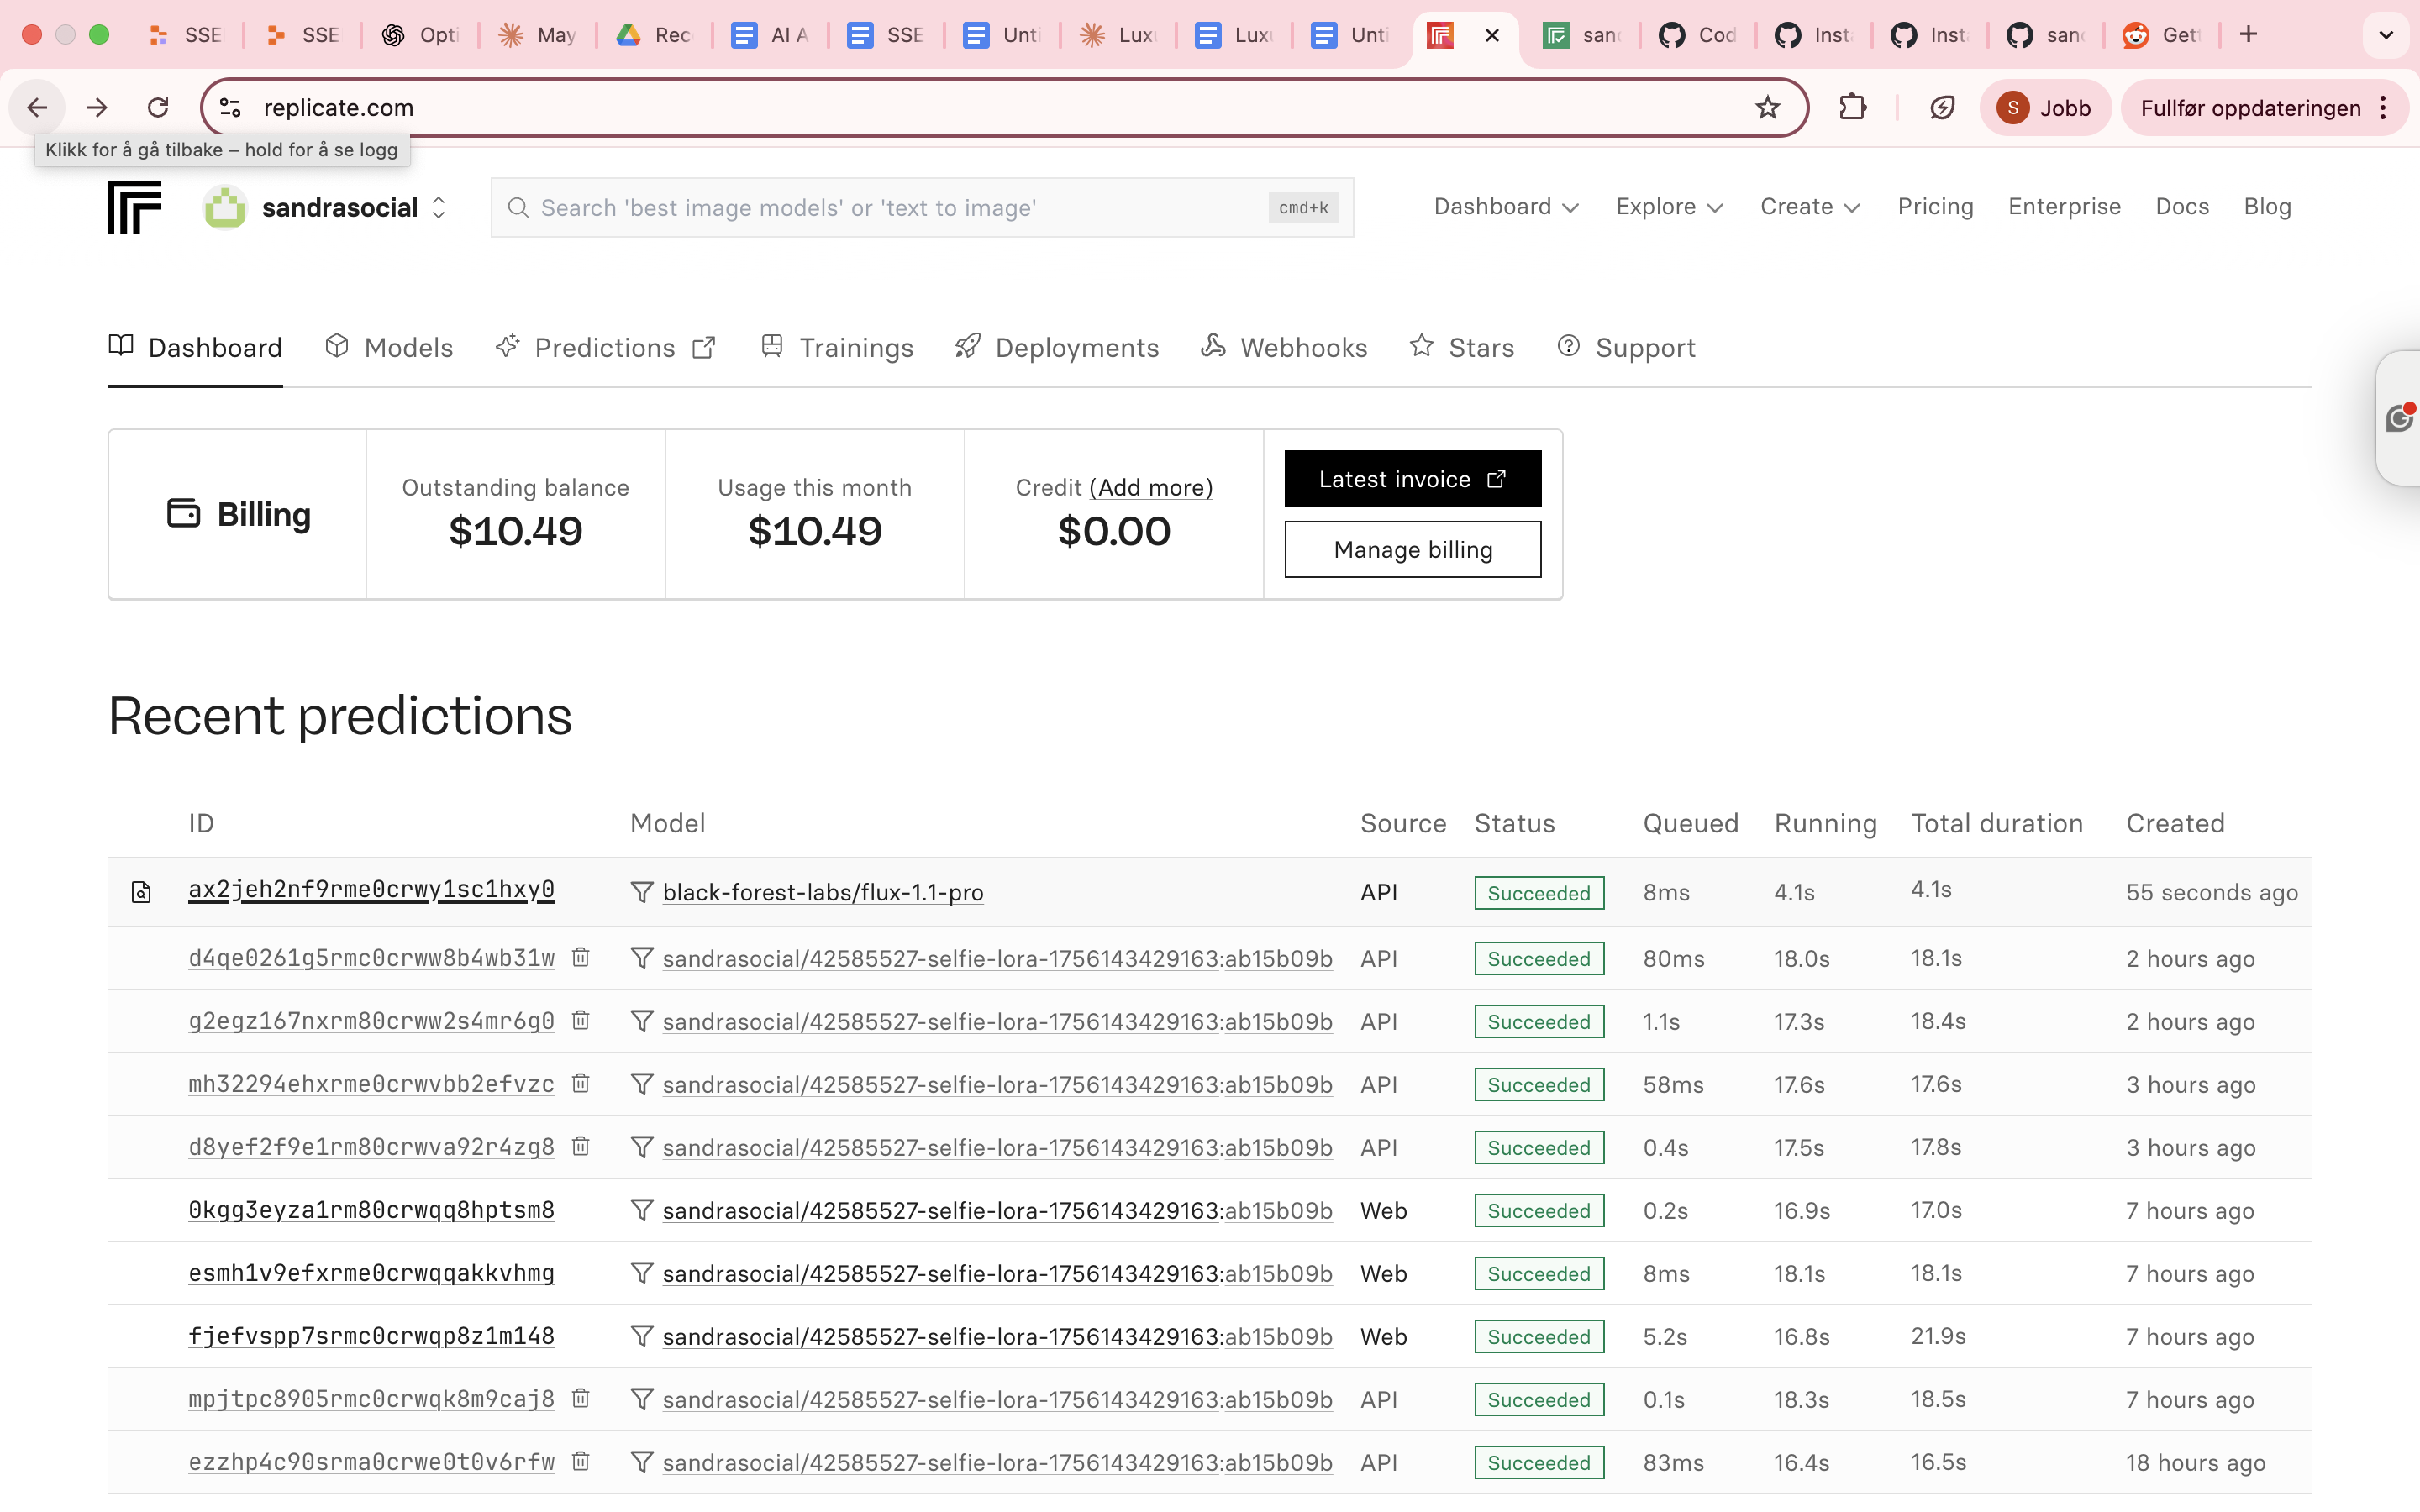 SSE
SSE
Opti
May
Rec
AI A
SSE
Unti
Luxu
Luxu
Unti
sand
Cod
Insta
Insta
sand
Gett
replicate.com
Jobb
Fullfør oppdateringen
Klikk for å gå tilbake – hold for å se logg
sandrasocial
Search 'best image models' or 'text to image'
cmd+k
Dashboard
Explore
Create
Pricing
Enterprise
Docs
Blog
Dashboard
Models
Predictions
Trainings
Deployments
Webhooks
Stars
Support
Billing
Outstanding balance
$10.49
Usage this month
$10.49
Credit (Add more)
$0.00
Latest invoice
Manage billing
Recent predictions
ID Model Source Status Queued Running Total duration Created
ax2jeh2nf9rme0crwy1sc1hxy0 black-forest-labs/flux-1.1-pro API Succeeded 8ms 4.1s 4.1s 55 seconds ago
d4qe0261g5rmc0crww8b4wb31w sandrasocial/42585527-selfie-lora-1756143429163:ab15b09b API Succeeded 80ms 18.0s 18.1s 2 hours ago
g2egz167nxrm80crww2s4mr6g0 sandrasocial/42585527-selfie-lora-1756143429163:ab15b09b API Succeeded 1.1s 17.3s 18.4s 2 hours ago
mh32294ehxrme0crwvbb2efvzc sandrasocial/42585527-selfie-lora-1756143429163:ab15b09b API Succeeded 58ms 17.6s 17.6s 3 hours ago
d8yef2f9e1rm80crwva92r4zg8 sandrasocial/42585527-selfie-lora-1756143429163:ab15b09b API Succeeded 0.4s 17.5s 17.8s 3 hours ago
0kgg3eyza1rm80crwqq8hptsm8 sandrasocial/42585527-selfie-lora-1756143429163:ab15b09b Web Succeeded 0.2s 16.9s 17.0s 7 hours ago
esmh1v9efxrme0crwqqakkvhmg sandrasocial/42585527-selfie-lora-1756143429163:ab15b09b Web Succeeded 8ms 18.1s 18.1s 7 hours ago
fjefvspp7srmc0crwqp8z1m148 sandrasocial/42585527-selfie-lora-1756143429163:ab15b09b Web Succeeded 5.2s 16.8s 21.9s 7 hours ago
mpjtpc8905rmc0crwqk8m9caj8 sandrasocial/42585527-selfie-lora-1756143429163:ab15b09b API Succeeded 0.1s 18.3s 18.5s 7 hours ago
ezzhp4c90srma0crwe0t0v6rfw sandrasocial/42585527-selfie-lora-1756143429163:ab15b09b API Succeeded 83ms 16.4s 16.5s 18 hours ago